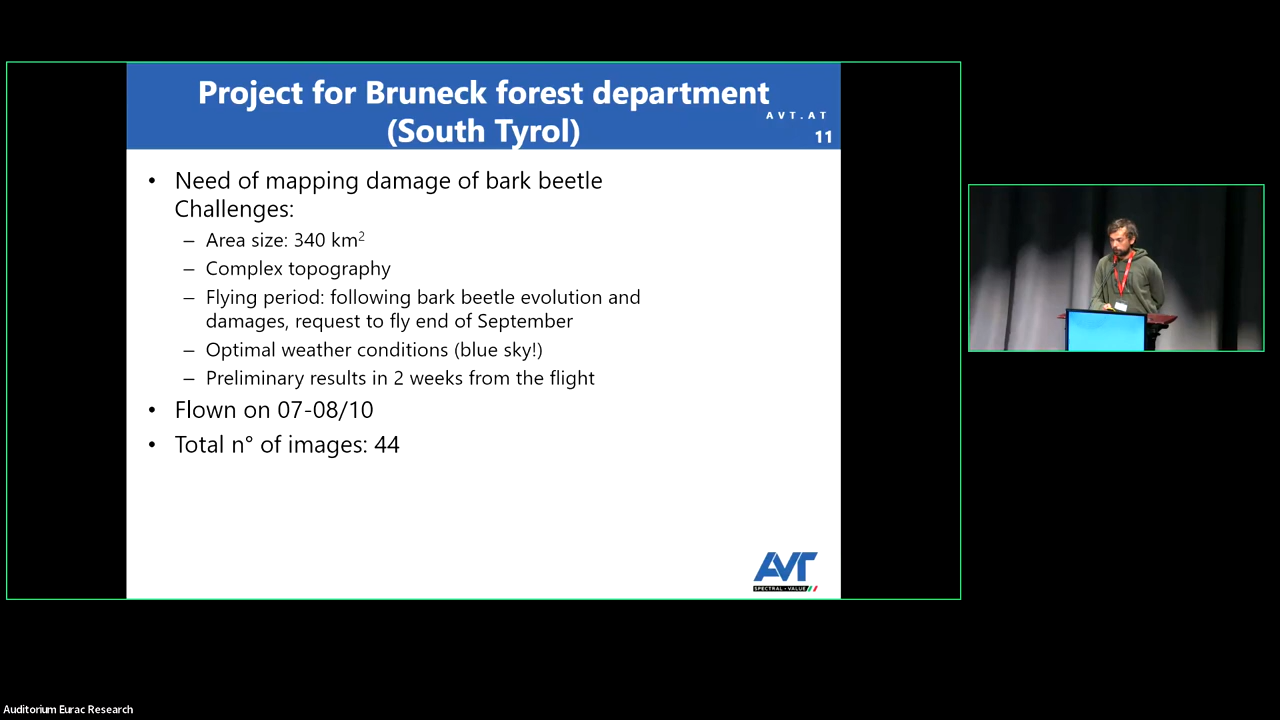 Project for Bruneck forest department
(South Tyrol)
AVT.AT
11
• Need of mapping damage of bark beetle
Challenges:
– Area size: 340 km²
– Complex topography
– Flying period: following bark beetle evolution and
damages, request to fly end of September
– Optimal weather conditions (blue sky!)
– Preliminary results in 2 weeks from the flight
• Flown on 07-08/10
• Total n° of images: 44
AVT
SPECTRAL - VALUE
Auditorium Eurac Research